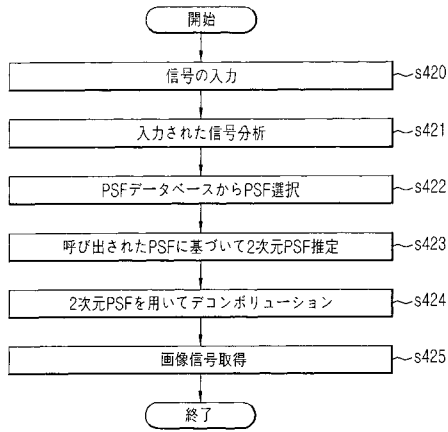 開始
信号の入力 s420
入力された信号分析 s421
PSFデータベースからPSF選択 s422
呼び出されたPSFに基づいて2次元PSF推定 s423
2次元PSFを用いてデコンボリューション s424
画像信号取得 s425
終了